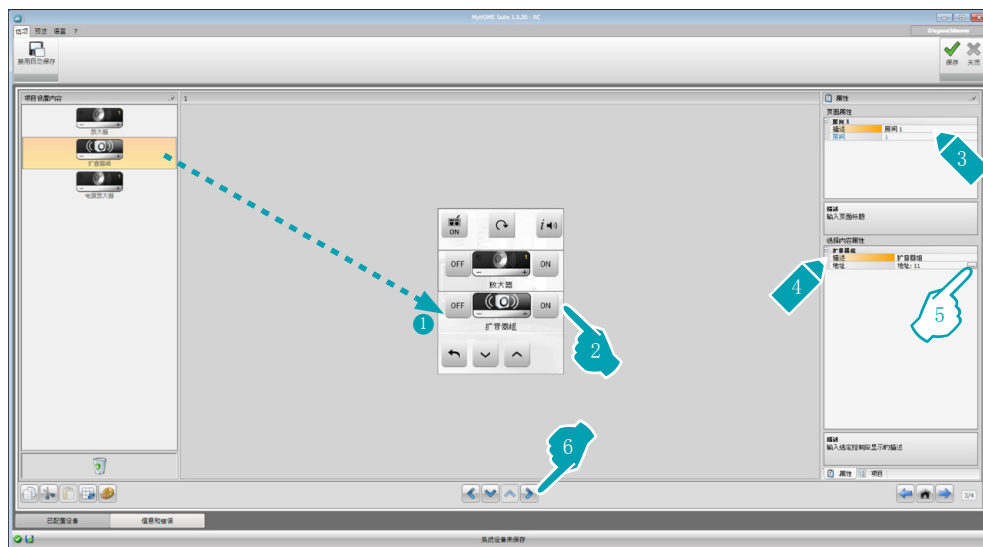 MyHOME Suite 1.0.30 - PC
选项 预览 语言 ?
禁用自动保存
保存 关闭
项目设置内容
1
属性
放大器
扩音器组
电源放大器
页面属性
房间 1
描述 房间 1
房间 1
3
描述
输入页面标题
选择内容属性
扩音器组
描述 扩音器组
地址 地址: 11
4
5
ON
i
OFF
1
ON
放大器
OFF
ON
扩音器组
1
2
6
描述
输入选定控制应显示的描述
属性 项目
3/4
已配置设备 信息和错误
系统设备未保存